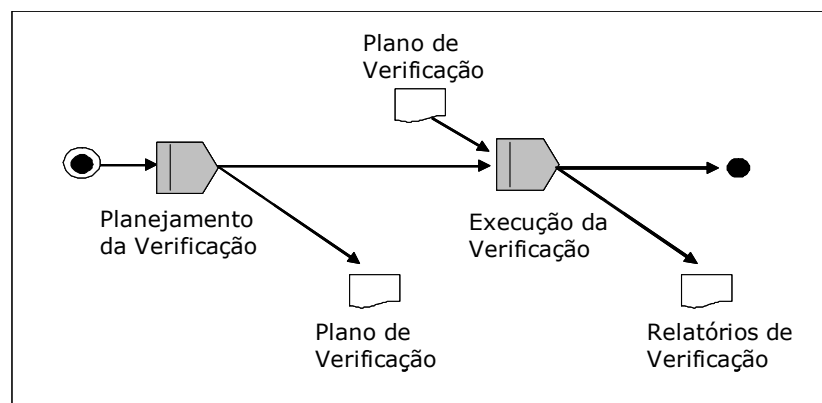 Plano de
Verificação
Planejamento
da Verificação
Execução da
Verificação
Plano de
Verificação
Relatórios de
Verificação